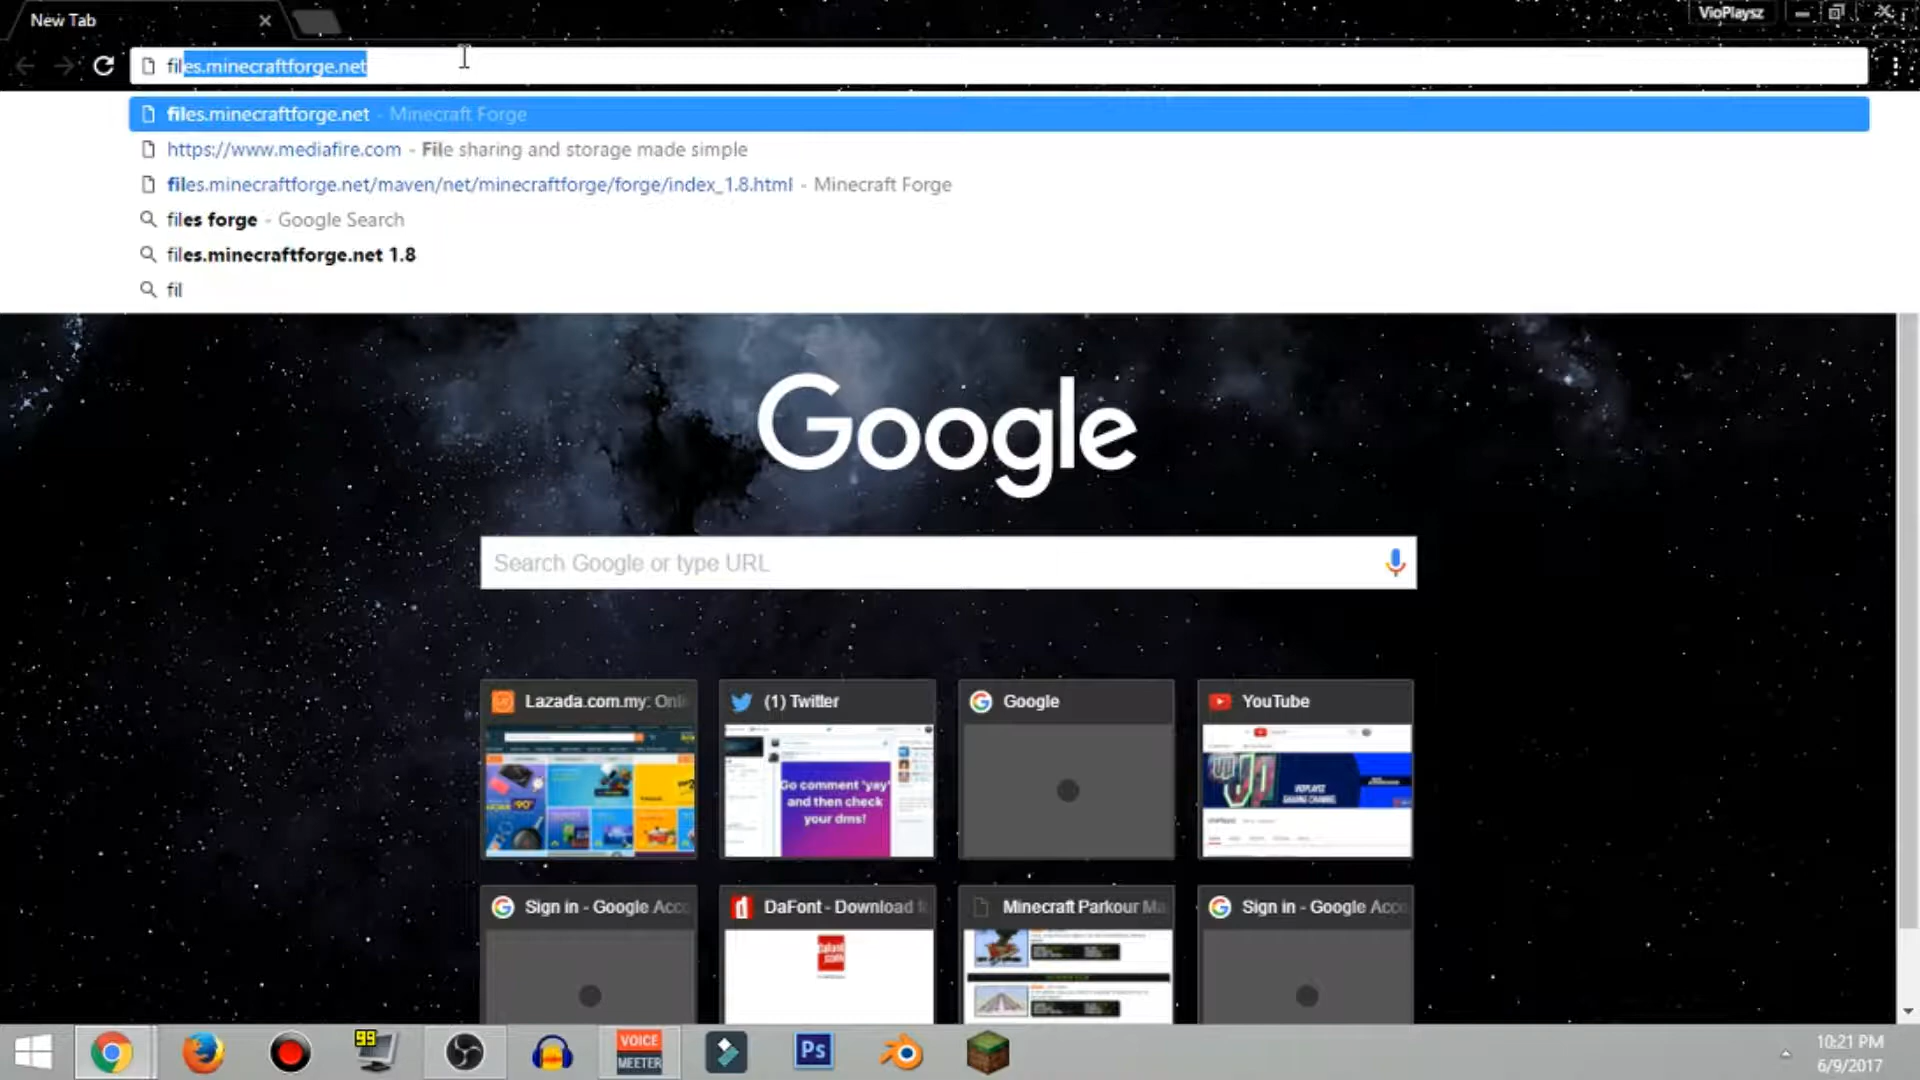 New Tab
VioPlaysz
files.minecraftforge.net
files.minecraftforge.net - Minecraft Forge
https://www.mediafire.com - File sharing and storage made simple
files.minecraftforge.net/maven/net/minecraftforge/forge/index_1.8.html - Minecraft Forge
files forge - Google Search
files.minecraftforge.net 1.8
fil
Google
Search Google or type URL
Lazada.com.my: Onli
(1) Twitter
Google
YouTube
Go comment 'yay'
and then check
your dms!
Sign in - Google Acco
DaFont - Download f
Minecraft Parkour Ma
Sign in - Google Acco
99
VOICE
MEETER
Ps
10:21 PM
6/9/2017